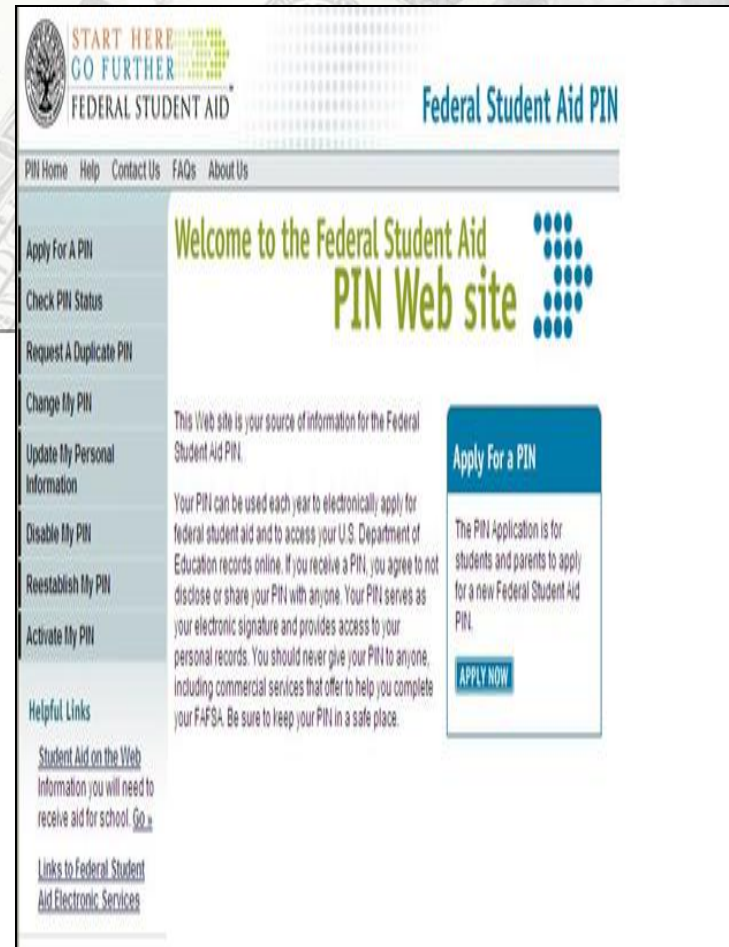 START HERE
GO FURTHER
FEDERAL STUDENT AID
Federal Student Aid PIN
PIN Home Help Contact Us FAQs About Us
Apply For A PIN
Check PIN Status
Request A Duplicate PIN
Change My PIN
Update My Personal
Information
Disable My PIN
Reestablish My PIN
Activate My PIN
Helpful Links
Student Aid on the Web
Information you will need to
receive aid for school. Go »
Links to Federal Student
Aid Electronic Services
Welcome to the Federal Student Aid
PIN Web site
This Web site is your source of information for the Federal
Student Aid PIN.
Your PIN can be used each year to electronically apply for
federal student aid and to access your U.S. Department of
Education records online. If you receive a PIN, you agree to not
disclose or share your PIN with anyone. Your PIN serves as
your electronic signature and provides access to your
personal records. You should never give your PIN to anyone,
including commercial services that offer to help you complete
your FAFSA. Be sure to keep your PIN in a safe place.
Apply For a PIN
The PIN Application is for
students and parents to apply
for a new Federal Student Aid
PIN.
APPLY NOW